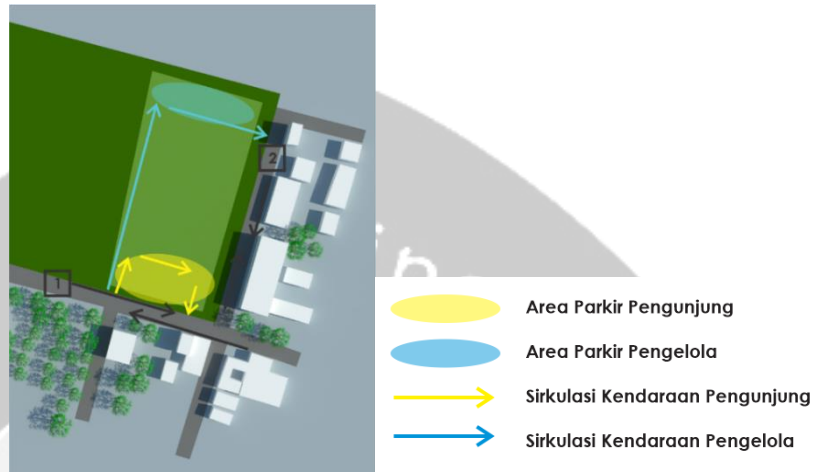 2
1
Area Parkir Pengunjung
Area Parkir Pengelola
Sirkulasi Kendaraan Pengunjung
Sirkulasi Kendaraan Pengelola